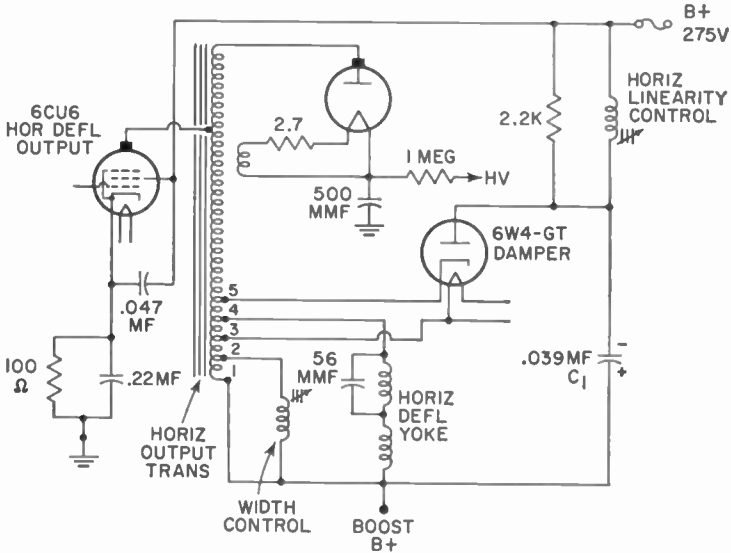 B+
275V
HORIZ
LINEARITY
CONTROL
6CU6
HOR DEFL
OUTPUT
2.7
2.2K
1 MEG
HV
500
MMF
6W4-GT
DAMPER
5
4
3
2
1
.047
MF
100
Ω
.22MF
56
MMF
HORIZ
DEFL
YOKE
-
+
.039MF
C1
HORIZ
OUTPUT
TRANS
WIDTH
CONTROL
BOOST
B+